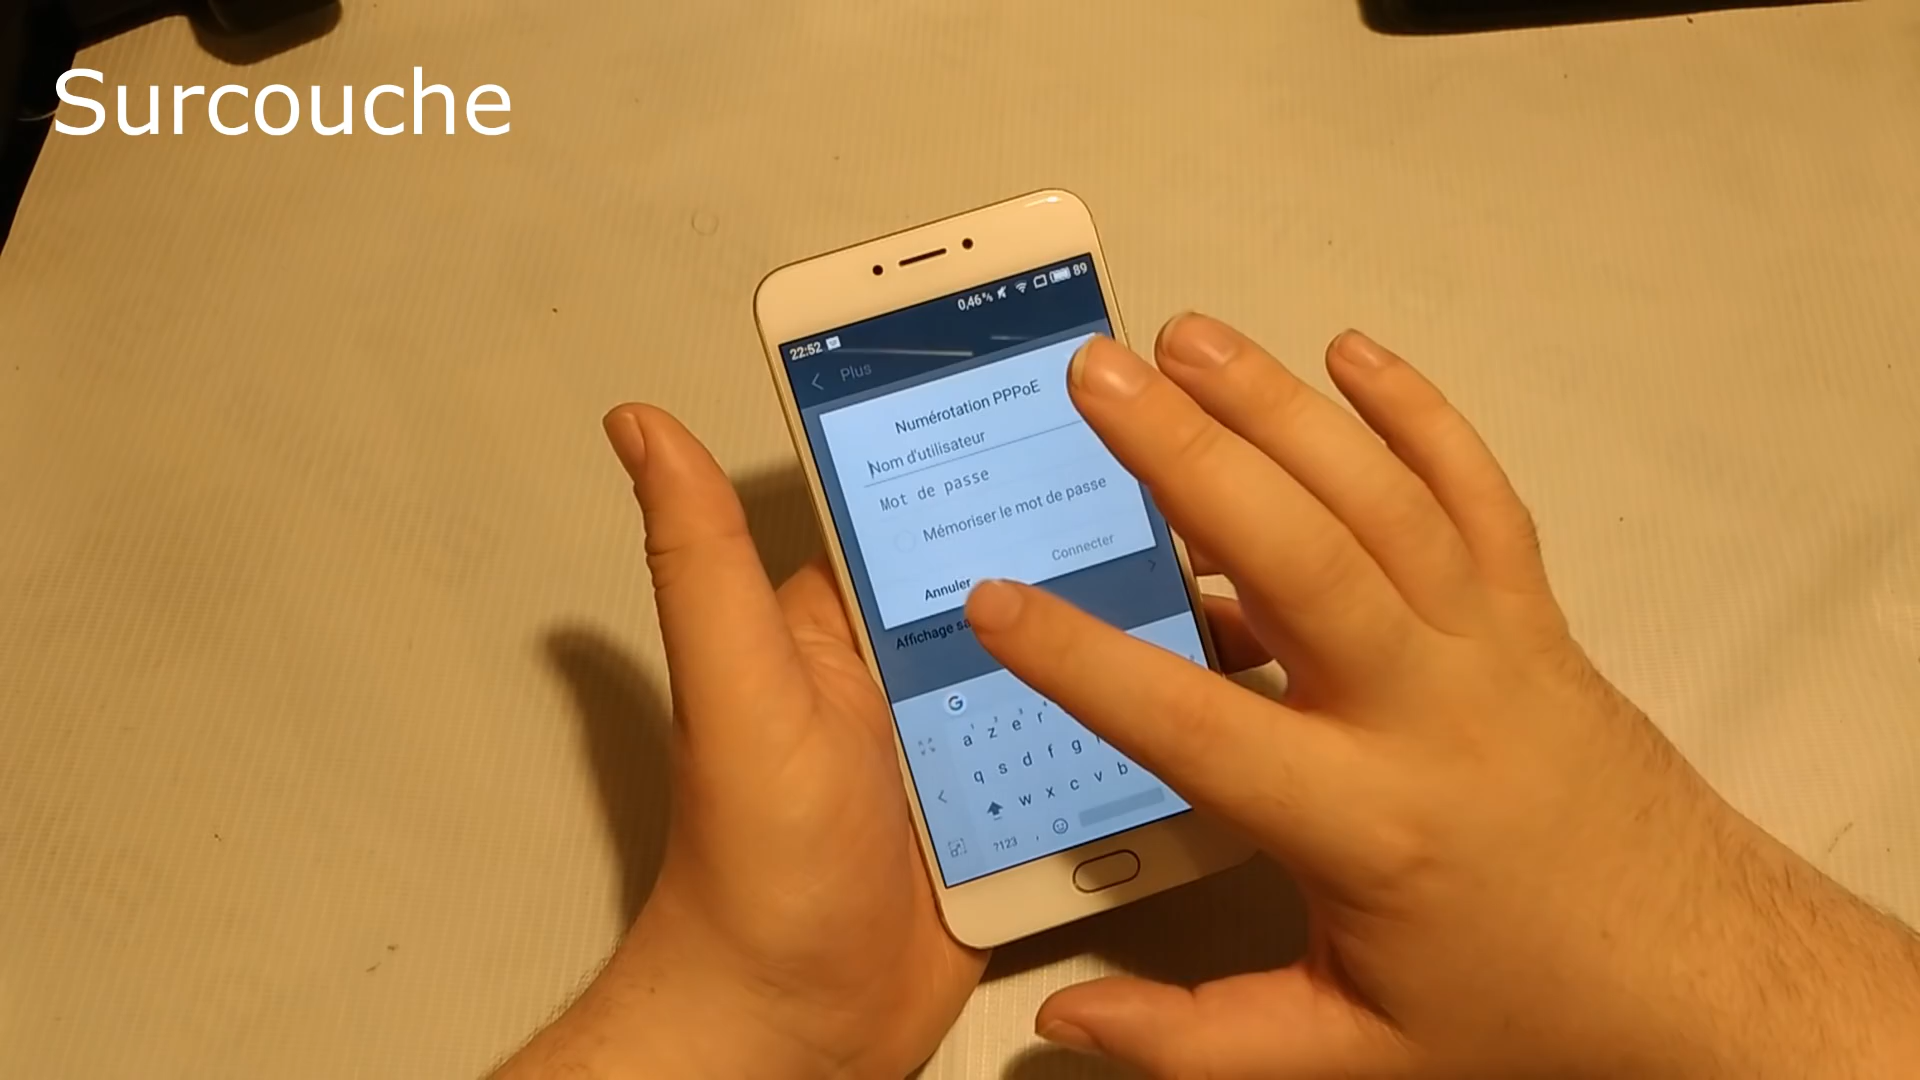 Surcouche
0,46% 89
22:52
Plus
Numérotation PPPoE
Nom d'utilisateur
Mot de passe
Mémoriser le mot de passe
Annuler Connecter
Affichage
G
a z e r
q s d f g
w x c v b
?123 ,